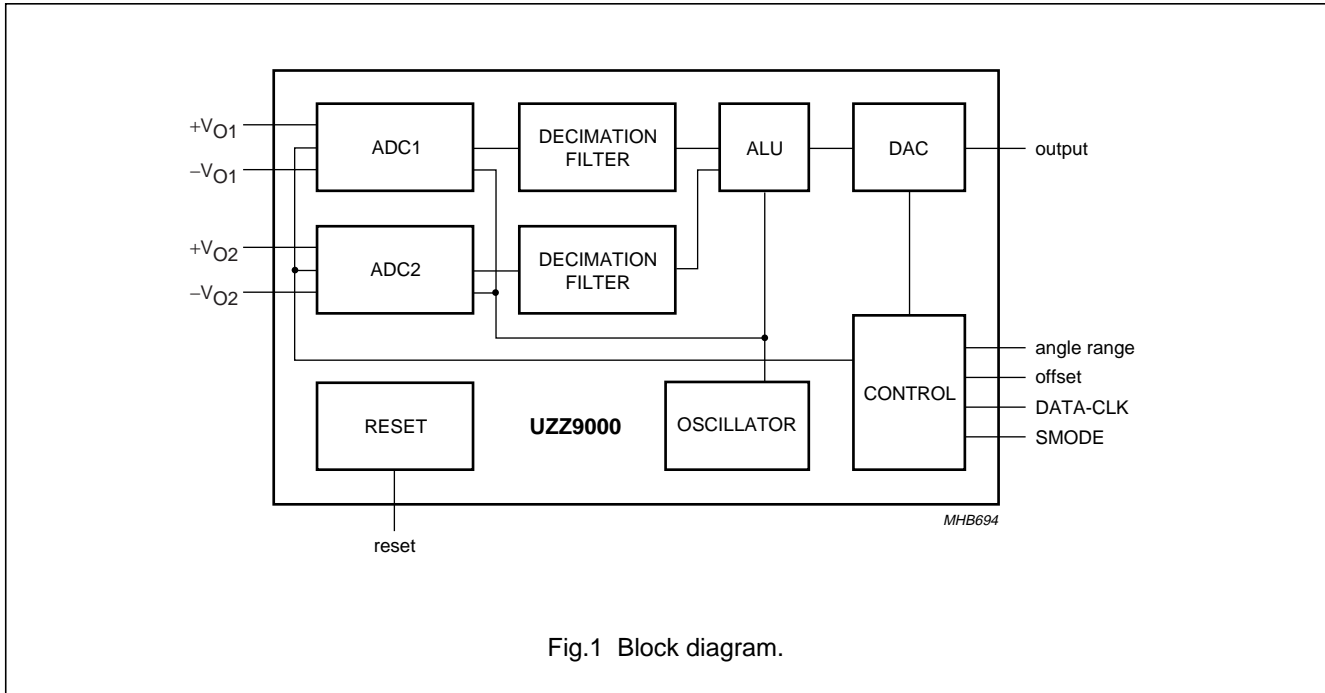 +VO1
−VO1
+VO2
−VO2
ADC1
DECIMATION
FILTER
ALU
DAC
output
ADC2
DECIMATION
FILTER
RESET
UZZ9000
OSCILLATOR
CONTROL
angle range
offset
DATA-CLK
SMODE
reset
MHB694
Fig.1 Block diagram.